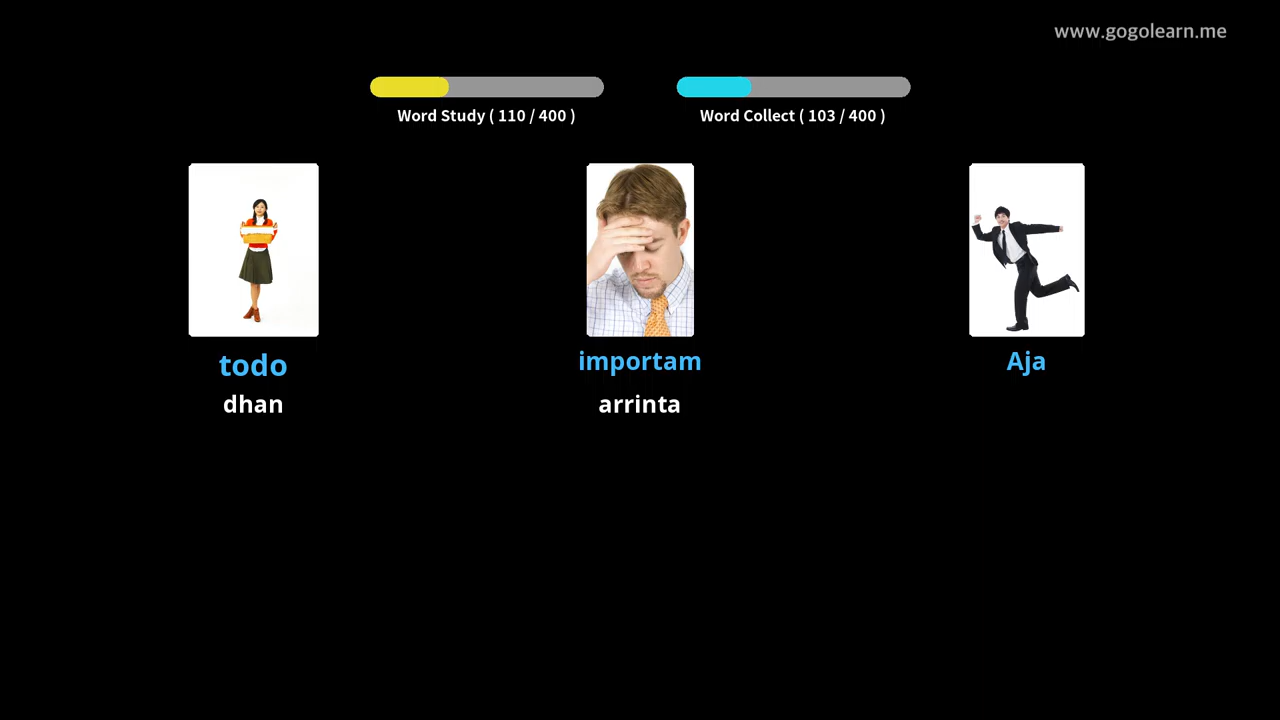 www.gogolearn.me
Word Study ( 110 / 400 )
Word Collect ( 103 / 400 )
todo
importam
Aja
dhan
arrinta